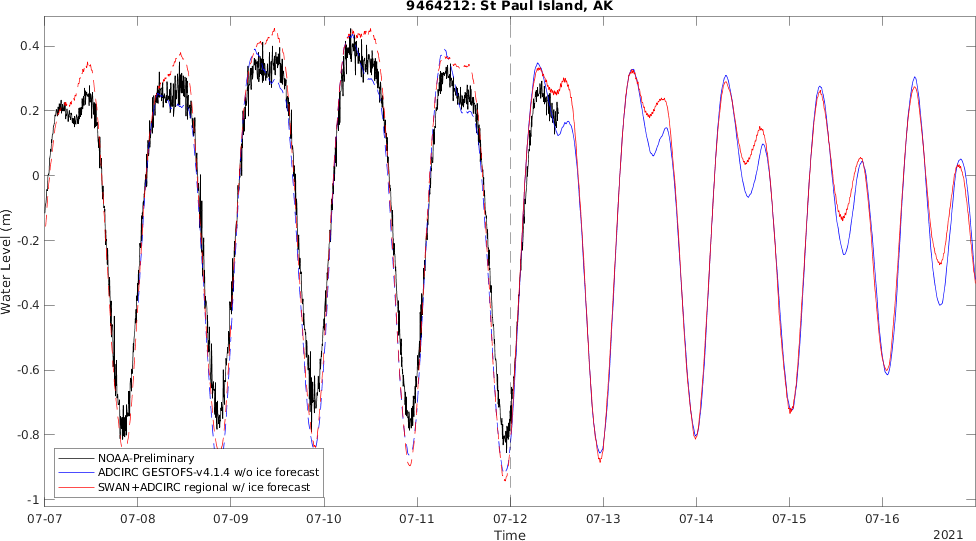 9464212: St Paul Island, AK
0.4
0.2
0
-0.2
-0.4
-0.6
-0.8
-1
Water Level (m)
NOAA-Preliminary
ADCIRC GESTOFS-v4.1.4 w/o ice forecast
SWAN+ADCIRC regional w/ ice forecast
07-07 07-08 07-09 07-10 07-11 07-12 07-13 07-14 07-15 07-16
Time
2021